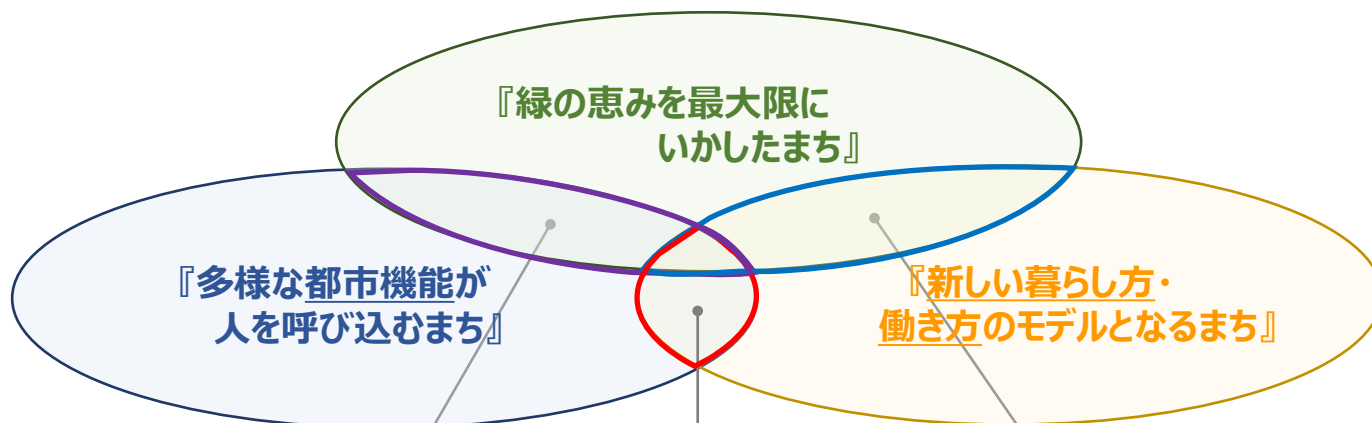 『緑の恵みを最大限に
いかしたまち』
『多様な都市機能が
人を呼び込むまち』
『新しい暮らし方・
働き方のモデルとなるまち』